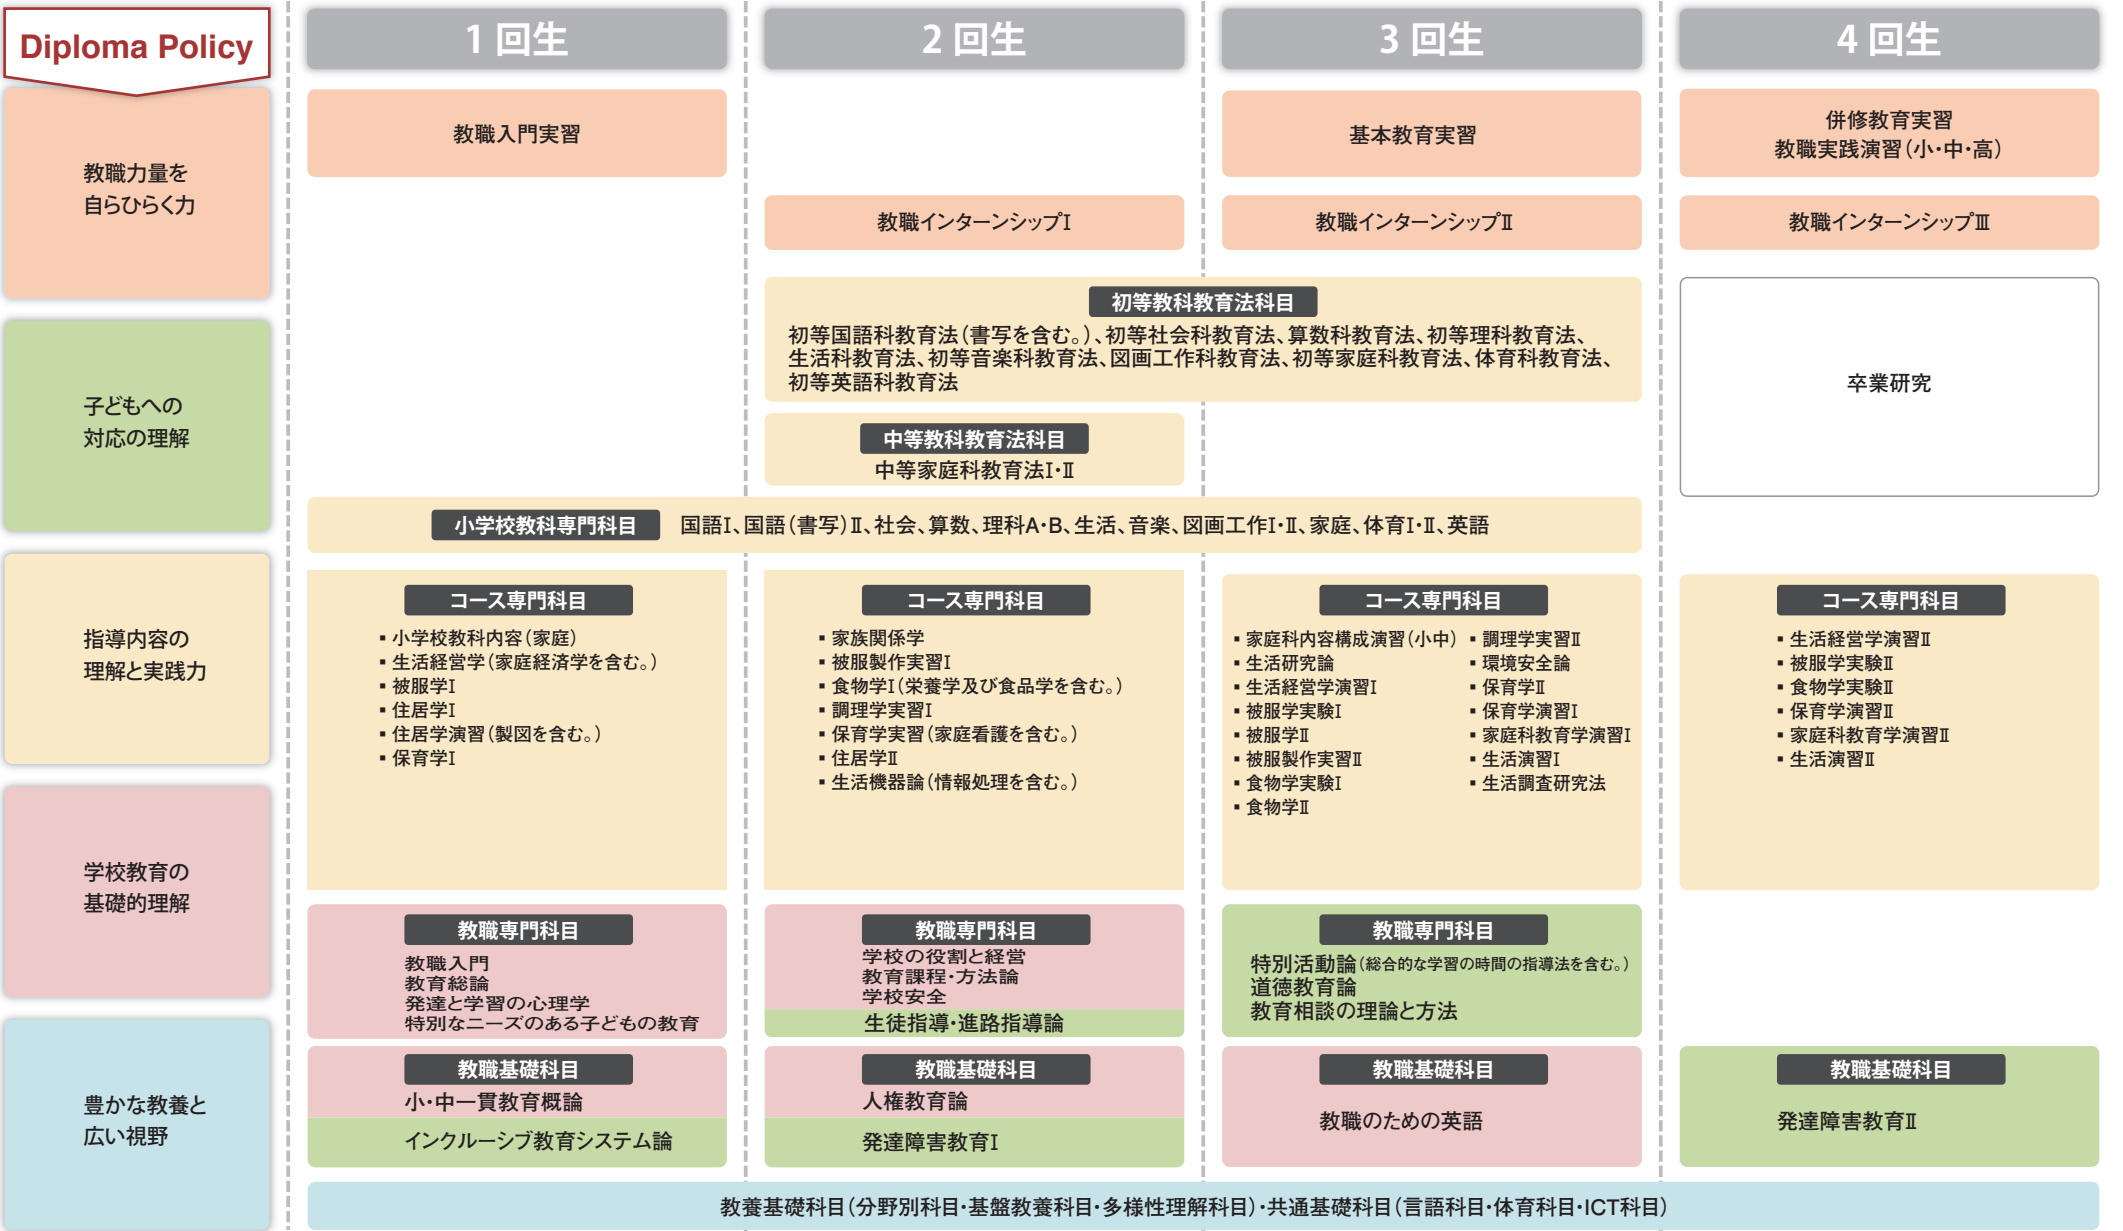 Diploma Policy
1 回生
2 回生
3 回生
4 回生
教職力量を
自らひらく力
子どもへの
対応の理解
指導内容の
理解と実践力
学校教育の
基礎的理解
豊かな教養と
広い視野
教職入門実習
基本教育実習
併修教育実習
教職実践演習(小・中・高)
教職インターンシップⅠ
教職インターンシップⅡ
教職インターンシップⅢ
初等教科教育法科目
初等国語科教育法(書写を含む。)、初等社会科教育法、算数科教育法、初等理科教育法、
生活科教育法、初等音楽科教育法、図画工作科教育法、初等家庭科教育法、体育科教育法、
初等英語科教育法
中等教科教育法科目
中等家庭科教育法Ⅰ・Ⅱ
卒業研究
小学校教科専門科目 国語Ⅰ、国語(書写)Ⅱ、社会、算数、理科A・B、生活、音楽、図画工作Ⅰ・Ⅱ、家庭、体育Ⅰ・Ⅱ、英語
コース専門科目
▪ 小学校教科内容(家庭)
▪ 生活経営学(家庭経済学を含む。)
▪ 被服学Ⅰ
▪ 住居学Ⅰ
▪ 住居学演習(製図を含む。)
▪ 保育学Ⅰ
コース専門科目
▪ 家族関係学
▪ 被服製作実習Ⅰ
▪ 食物学Ⅰ(栄養学及び食品学を含む。)
▪ 調理学実習Ⅰ
▪ 保育学実習(家庭看護を含む。)
▪ 住居学Ⅱ
▪ 生活機器論(情報処理を含む。)
コース専門科目
▪ 家庭科内容構成演習(小中)
▪ 生活研究論
▪ 生活経営学演習Ⅰ
▪ 被服学実験Ⅰ
▪ 被服学Ⅱ
▪ 被服製作実習Ⅱ
▪ 食物学実験Ⅰ
▪ 食物学Ⅱ
▪ 調理学実習Ⅱ
▪ 環境安全論
▪ 保育学Ⅱ
▪ 保育学演習Ⅰ
▪ 家庭科教育学演習Ⅰ
▪ 生活演習Ⅰ
▪ 生活調査研究法
コース専門科目
▪ 生活経営学演習Ⅱ
▪ 被服学実験Ⅱ
▪ 食物学実験Ⅱ
▪ 保育学演習Ⅱ
▪ 家庭科教育学演習Ⅱ
▪ 生活演習Ⅱ
教職専門科目
教職入門
教育総論
発達と学習の心理学
特別なニーズのある子どもの教育
教職専門科目
学校の役割と経営
教育課程・方法論
学校安全
生徒指導・進路指導論
教職専門科目
特別活動論(総合的な学習の時間の指導法を含む。)
道徳教育論
教育相談の理論と方法
教職基礎科目
小・中一貫教育概論
インクルーシブ教育システム論
教職基礎科目
人権教育論
発達障害教育Ⅰ
教職基礎科目
教職のための英語
教職基礎科目
発達障害教育Ⅱ
教養基礎科目(分野別科目・基盤教養科目・多様性理解科目)・共通基礎科目(言語科目・体育科目・ICT科目)